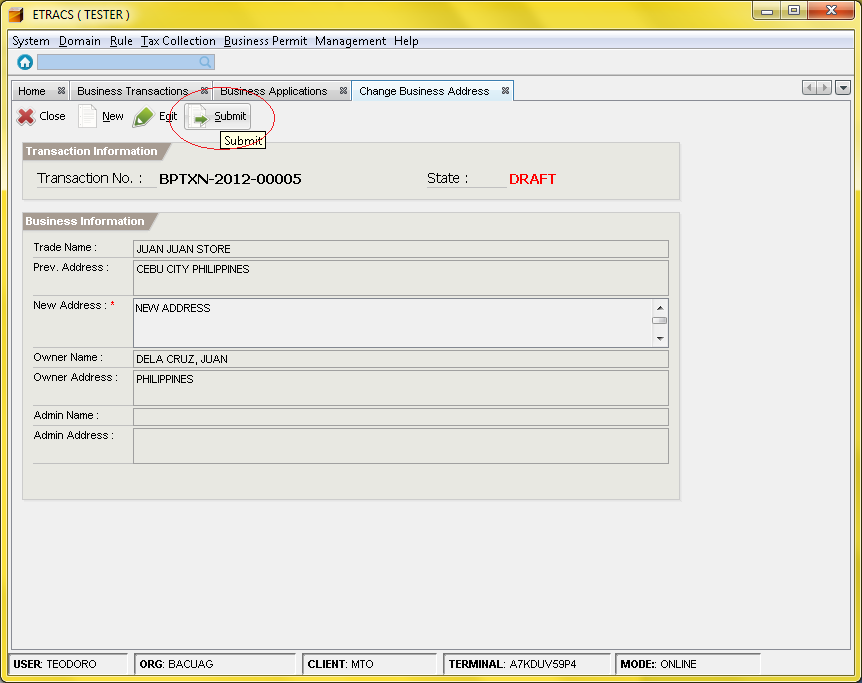 ETRACS ( TESTER )
System Domain Rule Tax Collection Business Permit Management Help
Home Business Transactions Business Applications Change Business Address
Close New Edit Submit
Submit
Transaction Information
Transaction No. : BPTXN-2012-00005 State : DRAFT
Business Information
Trade Name : JUAN JUAN STORE
Prev. Address : CEBU CITY PHILIPPINES
New Address : * NEW ADDRESS
Owner Name : DELA CRUZ, JUAN
Owner Address : PHILIPPINES
Admin Name :
Admin Address :
USER: TEODORO ORG: BACUAG CLIENT: MTO TERMINAL: A7KDUV59P4 MODE:: ONLINE